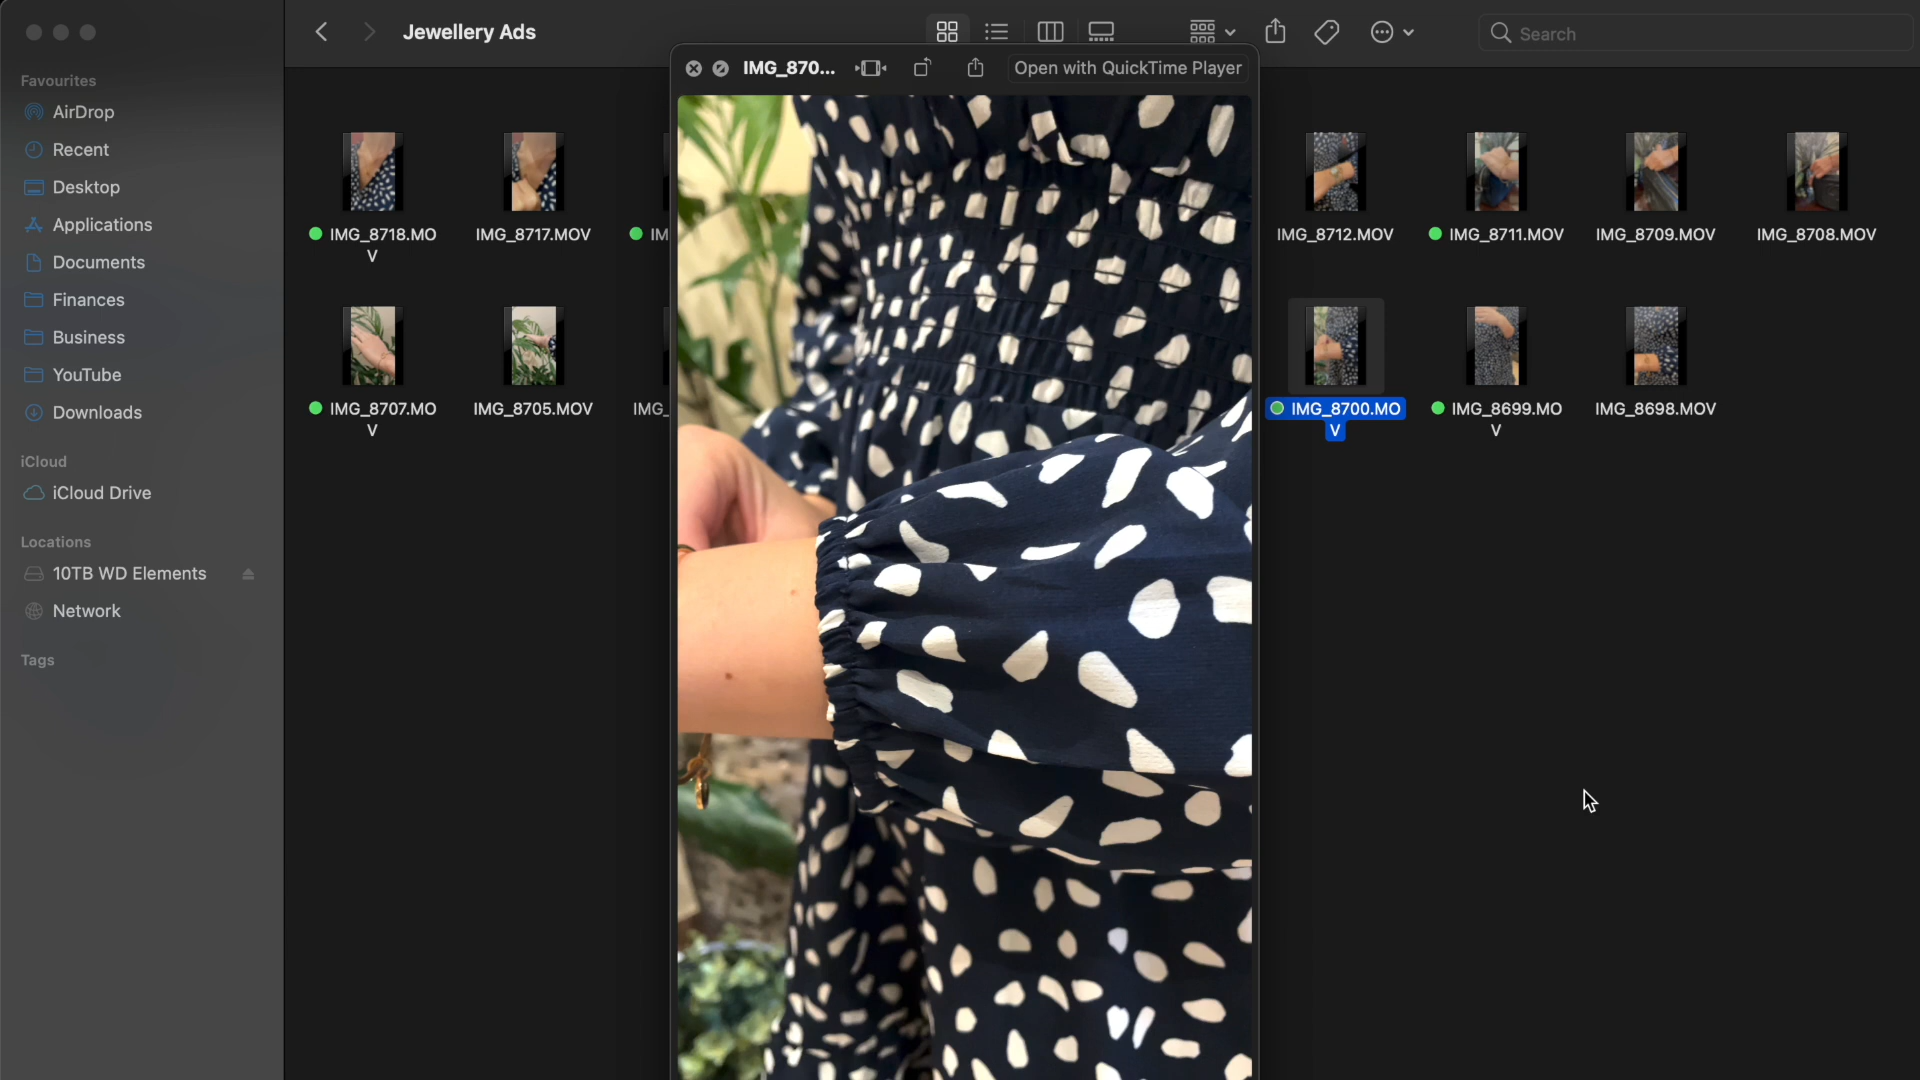 Jewellery Ads
Search
IMG_870...
Open with QuickTime Player
Favourites
AirDrop
Recent
Desktop
Applications
Documents
Finances
Business
YouTube
Downloads
iCloud
iCloud Drive
Locations
10TB WD Elements
Network
Tags
IMG_8718.MO
V
IMG_8717.MOV
IM
IMG_8712.MOV
IMG_8711.MOV
IMG_8709.MOV
IMG_8708.MOV
IMG_8707.MO
V
IMG_8705.MOV
IMG_
IMG_8700.MO
V
IMG_8699.MO
V
IMG_8698.MOV